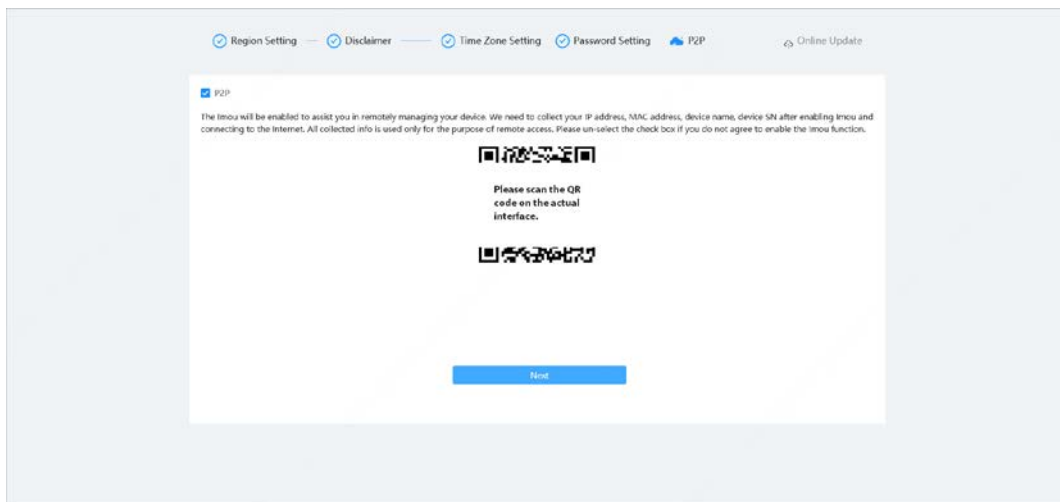 Region Setting Disclaimer Time Zone Setting Password Setting P2P Online Update
P2P
The Imou will be enabled to assist you in remotely managing your device. We need to collect your IP address, MAC address, device name, device SN after enabling Imou and
connecting to the Internet. All collected info is used only for the purpose of remote access. Please un-select the check box if you do not agree to enable the Imou function.
Please scan the QR
code on the actual
interface.
Next